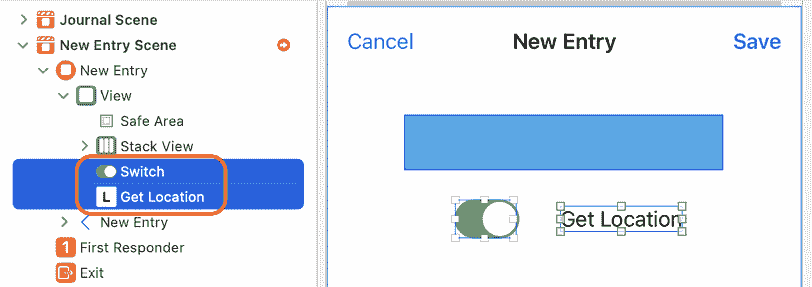 Journal Scene
New Entry Scene
New Entry
View
Safe Area
Stack View
Switch
L Get Location
New Entry
1 First Responder
Exit
Cancel New Entry Save
Get Location